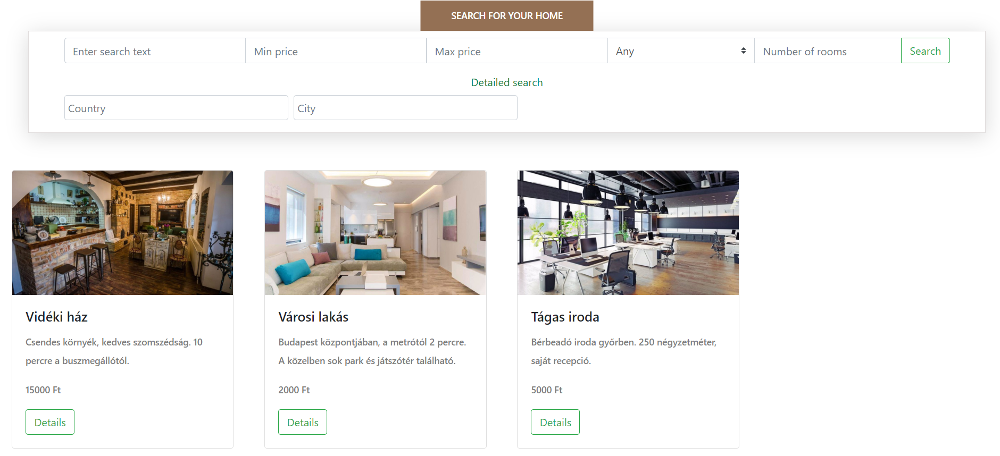 SEARCH FOR YOUR HOME
Enter search text
Min price
Max price
Any
Number of rooms
Search
Detailed search
Country
City
Vidéki ház
Csendes környék, kedves szomszédság. 10
percre a buszmegállótól.
15000 Ft
Details
Városi lakás
Budapest központjában, a metrótól 2 percre.
A közelben sok park és játszótér található.
2000 Ft
Details
Tágas iroda
Bérbeadó iroda győrben. 250 négyzetméter,
saját recepció.
5000 Ft
Details